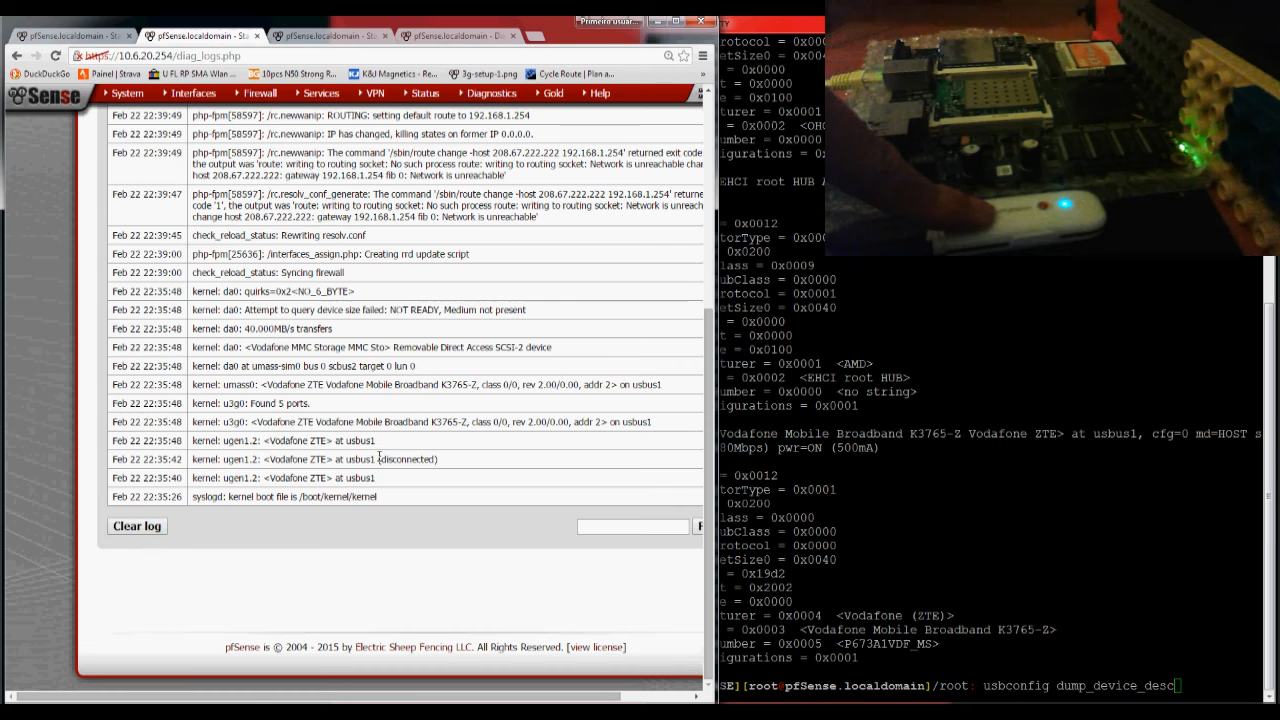 Primeiro usuar...
pfSense.localdomain - Sta
pfSense.localdomain - Sta
pfSense.localdomain - Sta
pfSense.localdomain - Di
https://10.6.20.254/diag_logs.php
DuckDuckGo
Painel | Strava
U FL RP SMA Wlan ...
10pcs N50 Strong R...
K&J Magnetics - Re...
3g-setup-1.png
Cycle Route | Plan a...
Sense
System
Interfaces
Firewall
Services
VPN
Status
Diagnostics
Gold
Help
Feb 22 22:39:49 php-fpm[58597]: /rc.newwanip: ROUTING: setting default route to 192.168.1.254
Feb 22 22:39:49 php-fpm[58597]: /rc.newwanip: IP has changed, killing states on former IP 0.0.0.0.
Feb 22 22:39:49 php-fpm[58597]: /rc.newwanip: The command '/sbin/route change -host 208.67.222.222 192.168.1.254' returned exit code
the output was 'route: writing to routing socket: No such process route: writing to routing socket: Network is unreachable char
host 208.67.222.222: gateway 192.168.1.254 fib 0: Network is unreachable'
Feb 22 22:39:47 php-fpm[58597]: /rc.resolv_conf_generate: The command '/sbin/route change -host 208.67.222.222 192.168.1.254' returne
code '1', the output was 'route: writing to routing socket: No such process route: writing to routing socket: Network is unreach
change host 208.67.222.222: gateway 192.168.1.254 fib 0: Network is unreachable'
Feb 22 22:39:45 check_reload_status: Rewriting resolv.conf
Feb 22 22:39:00 php-fpm[25636]: /interfaces_assign.php: Creating rrd update script
Feb 22 22:39:00 check_reload_status: Syncing firewall
Feb 22 22:35:48 kernel: da0: quirks=0x2<NO_6_BYTE>
Feb 22 22:35:48 kernel: da0: Attempt to query device size failed: NOT READY, Medium not present
Feb 22 22:35:48 kernel: da0: 40.000MB/s transfers
Feb 22 22:35:48 kernel: da0: <Vodafone MMC Storage MMC Sto> Removable Direct Access SCSI-2 device
Feb 22 22:35:48 kernel: da0 at umass-sim0 bus 0 scbus2 target 0 lun 0
Feb 22 22:35:48 kernel: umass0: <Vodafone ZTE Vodafone Mobile Broadband K3765-Z, class 0/0, rev 2.00/0.00, addr 2> on usbus1
Feb 22 22:35:48 kernel: u3g0: Found 5 ports.
Feb 22 22:35:48 kernel: u3g0: <Vodafone ZTE Vodafone Mobile Broadband K3765-Z, class 0/0, rev 2.00/0.00, addr 2> on usbus1
Feb 22 22:35:48 kernel: ugen1.2: <Vodafone ZTE> at usbus1
Feb 22 22:35:42 kernel: ugen1.2: <Vodafone ZTE> at usbus1 (disconnected)
Feb 22 22:35:40 kernel: ugen1.2: <Vodafone ZTE> at usbus1
Feb 22 22:35:26 syslogd: kernel boot file is /boot/kernel/kernel
Clear log
F
pfSense is © 2004 - 2015 by Electric Sheep Fencing LLC. All Rights Reserved. [view license]
rotocol = 0x000
etSize0 = 0x004
= 0x0000
t = 0x0000
e = 0x0100
turer = 0x0001
= 0x0002 <OHC
umber = 0x0000
igurations = 0x
EHCI root HUB A
= 0x0012
torType = 0x00
0x0200
lass = 0x0009
ubClass = 0x0000
rotocol = 0x0001
etSize0 = 0x0040
= 0x0000
t = 0x0000
e = 0x0100
turer = 0x0001 <AMD>
= 0x0002 <EHCI root HUB>
umber = 0x0000 <no string>
igurations = 0x0001
Vodafone Mobile Broadband K3765-Z Vodafone ZTE> at usbus1, cfg=0 md=HOST s
80Mbps) pwr=ON (500mA)
= 0x0012
torType = 0x0001
0x0200
lass = 0x0000
ubClass = 0x0000
rotocol = 0x0000
etSize0 = 0x0040
= 0x19d2
t = 0x2002
e = 0x0000
turer = 0x0004 <Vodafone (ZTE)>
= 0x0003 <Vodafone Mobile Broadband K3765-Z>
umber = 0x0005 <P673A1VDF_MS>
igurations = 0x0001
SE][root@pfSense.localdomain]/root: usbconfig dump_device_desc